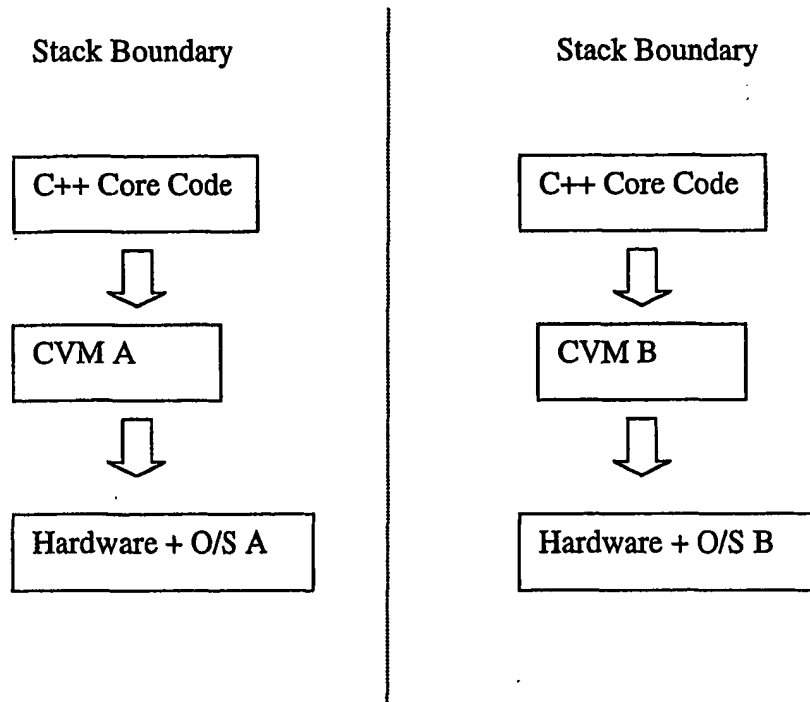 Stack Boundary
C++ Core Code
CVM A
Hardware + O/S A
Stack Boundary
C++ Core Code
CVM B
Hardware + O/S B